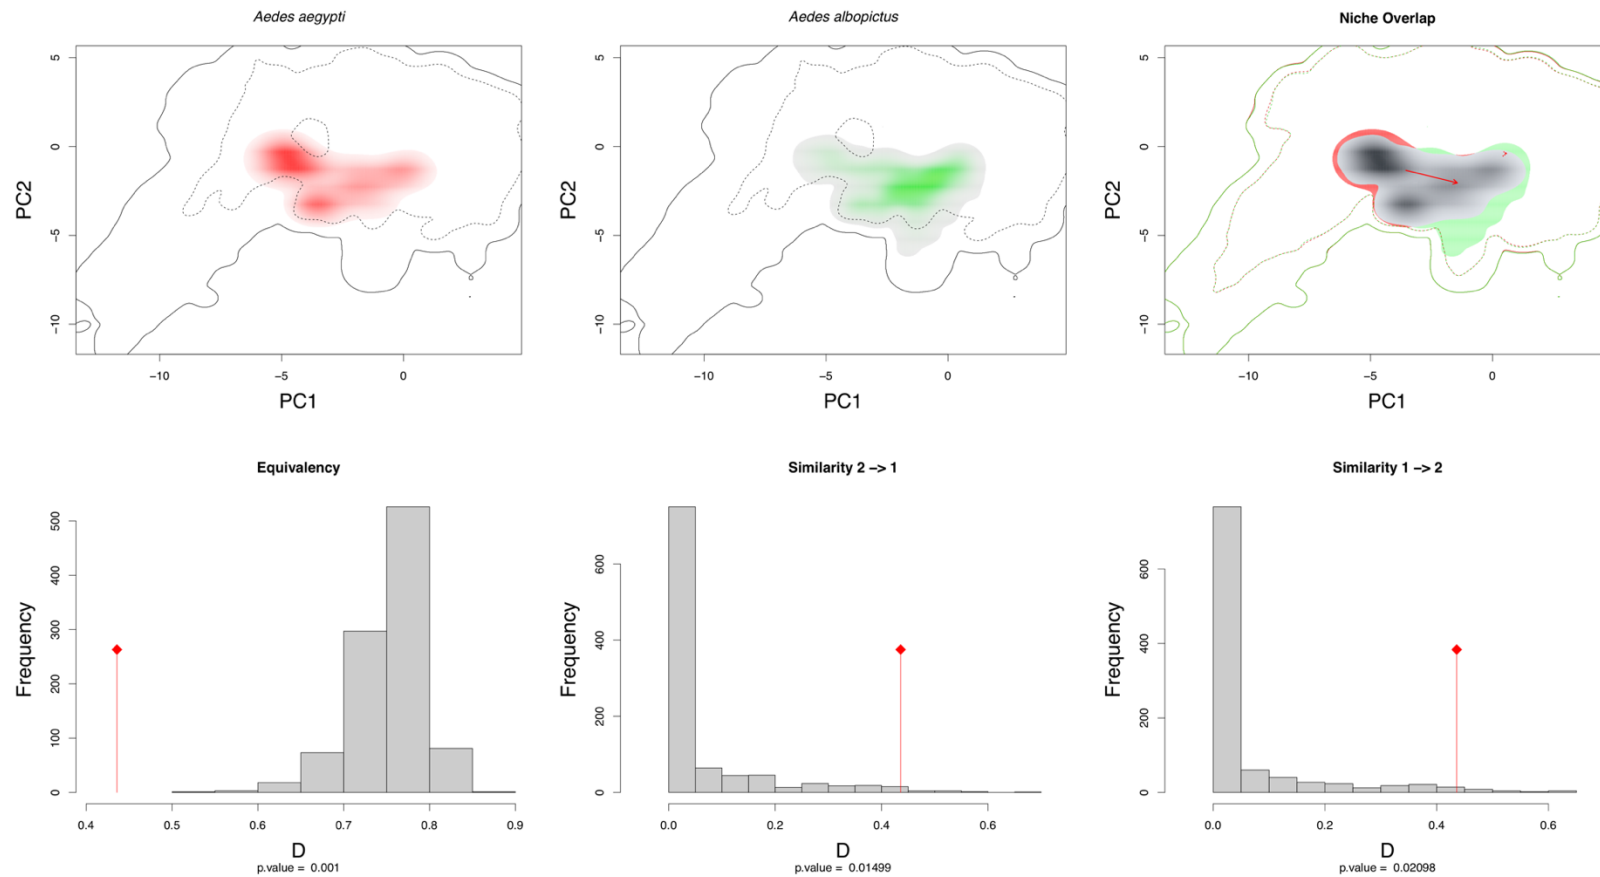 Aedes aegypti
Aedes albopictus
Niche Overlap
PC2
5
0
−5
−10
−10
−5
0
PC1
PC2
5
0
−5
−10
−10
−5
0
PC1
PC2
5
0
−5
−10
−10
−5
0
PC1
Equivalency
Similarity 2 −> 1
Similarity 1 −> 2
Frequency
500
400
300
200
100
0
0.4
0.5
0.6
0.7
0.8
0.9
D
p.value = 0.001
Frequency
600
400
200
0
0.0
0.2
0.4
0.6
D
p.value = 0.01499
Frequency
600
400
200
0
0.0
0.2
0.4
0.6
D
p.value = 0.02098